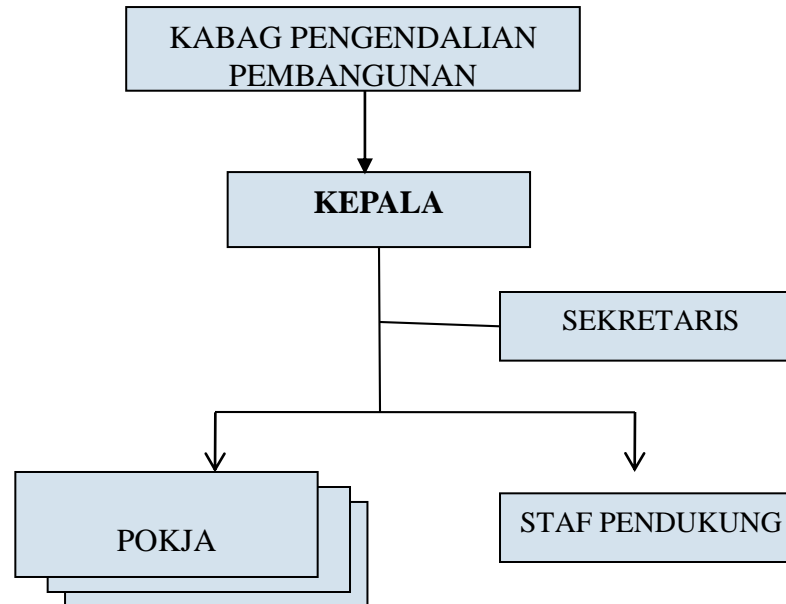 KABAG PENGENDALIAN
PEMBANGUNAN
KEPALA
SEKRETARIS
POKJA
STAF PENDUKUNG